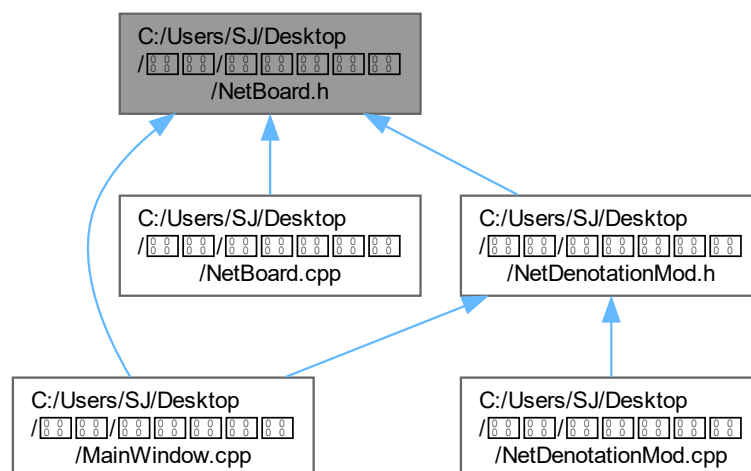 C:/Users/SJ/Desktop
/NetBoard.h
C:/Users/SJ/Desktop
/NetBoard.cpp
C:/Users/SJ/Desktop
/NetDenotationMod.h
C:/Users/SJ/Desktop
/MainWindow.cpp
C:/Users/SJ/Desktop
/NetDenotationMod.cpp